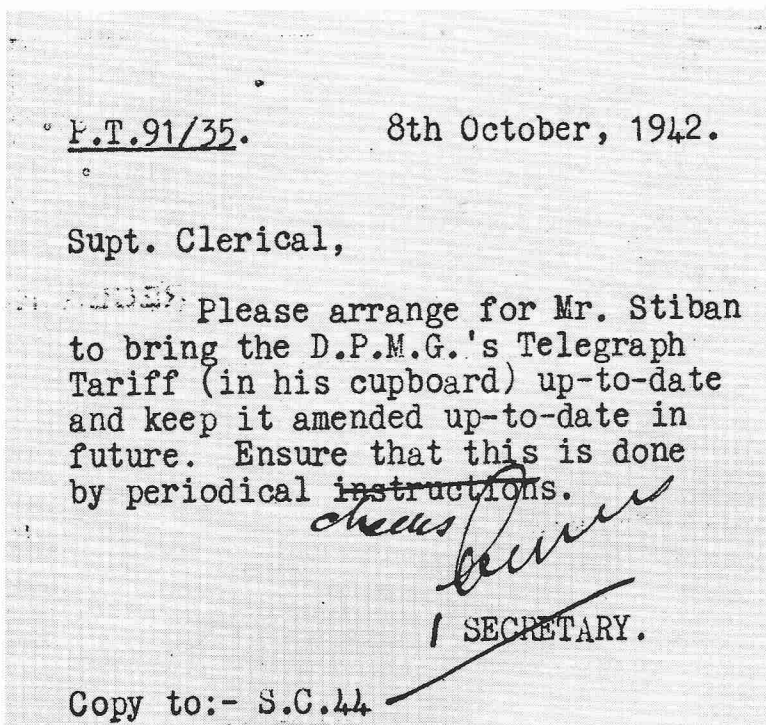 P.T.91/35. 8th October, 1942.
Supt. Clerical,
Please arrange for Mr. Stiban
to bring the D.P.M.G.'s Telegraph
Tariff (in his cupboard) up-to-date
and keep it amended up-to-date in
future. Ensure that this is done
by periodical instructions.
checks
SECRETARY.
Copy to:- S.C.44